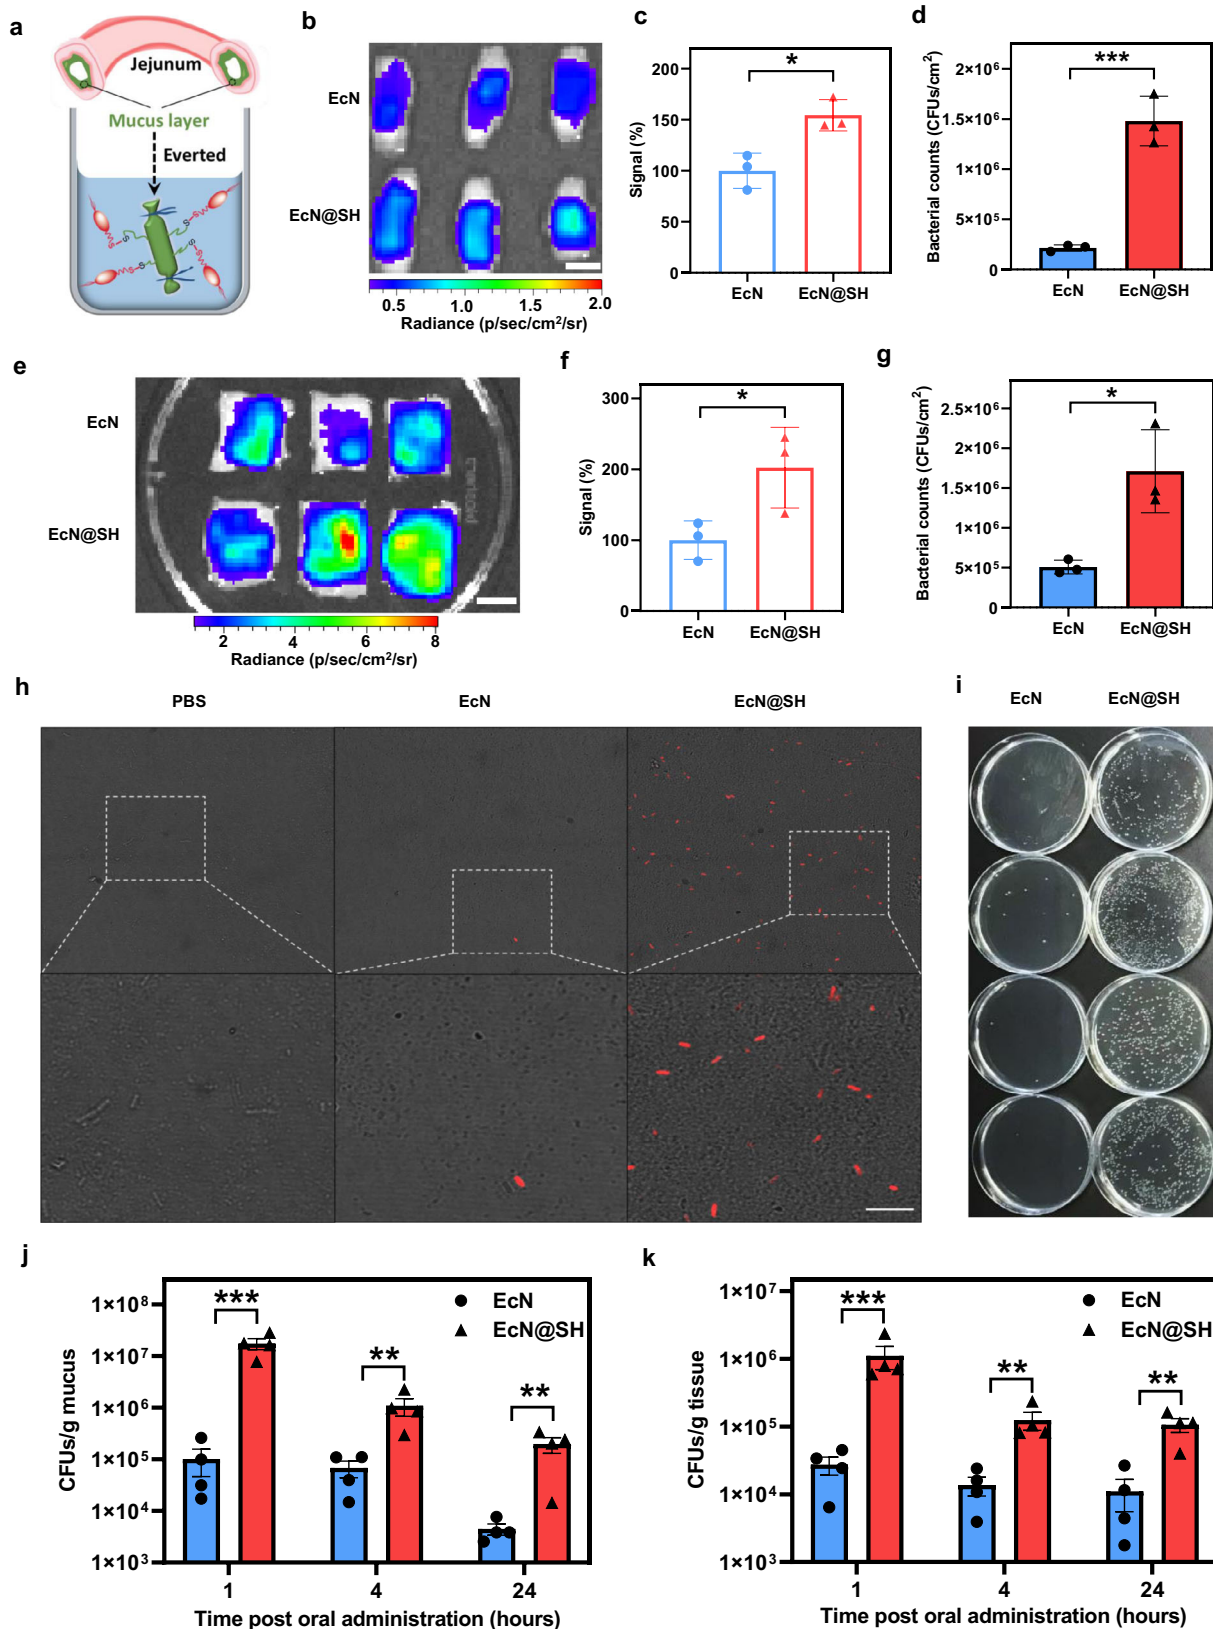 a
Jejunum
Mucus layer
Everted
S
S
S
S
S
S
S
S
b
EcN
EcN@SH
0.5 1.0 1.5 2.0
Radiance (p/sec/cm²/sr)
c
Signal (%)
200
150
100
50
0
*
EcN EcN@SH
d
Bacterial counts (CFUs/cm²)
2×10⁶
1.5×10⁶
1×10⁶
5×10⁵
0
***
EcN EcN@SH
e
EcN
EcN@SH
2 4 6 8
Radiance (p/sec/cm²/sr)
f
Signal (%)
300
200
100
0
*
EcN EcN@SH
g
Bacterial counts (CFUs/cm²)
2.5×10⁶
1.5×10⁶
1×10⁶
5×10⁵
0
*
EcN EcN@SH
h
PBS EcN EcN@SH
i
EcN EcN@SH
j
CFUs/g mucus
1×10⁸
1×10⁷
1×10⁶
1×10⁵
1×10⁴
1×10³
*** ** **
EcN
EcN@SH
1 4 24
Time post oral administration (hours)
k
CFUs/g tissue
1×10⁷
1×10⁶
1×10⁵
1×10⁴
1×10³
*** ** **
EcN
EcN@SH
1 4 24
Time post oral administration (hours)